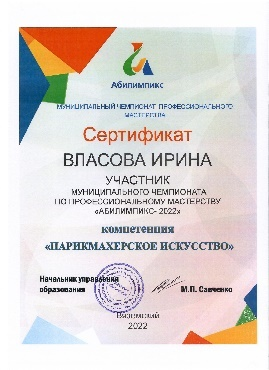 Абилимпикс
МУНИЦИПАЛЬНЫЙ ЧЕМПИОНАТ ПРОФЕССИОНАЛЬНОГО
МАСТЕРСТВА
Сертификат
ВЛАСОВА ИРИНА
УЧАСТНИК
МУНИЦИПАЛЬНОГО ЧЕМПИОНАТА
ПО ПРОФЕССИОНАЛЬНОМУ МАСТЕРСТВУ
«АБИЛИМПИКС- 2022»
компетенция
«ПАРИКМАХЕРСКОЕ ИСКУССТВО»
Начальник управления
образования
М.П. Савченко
Вяземский
2022